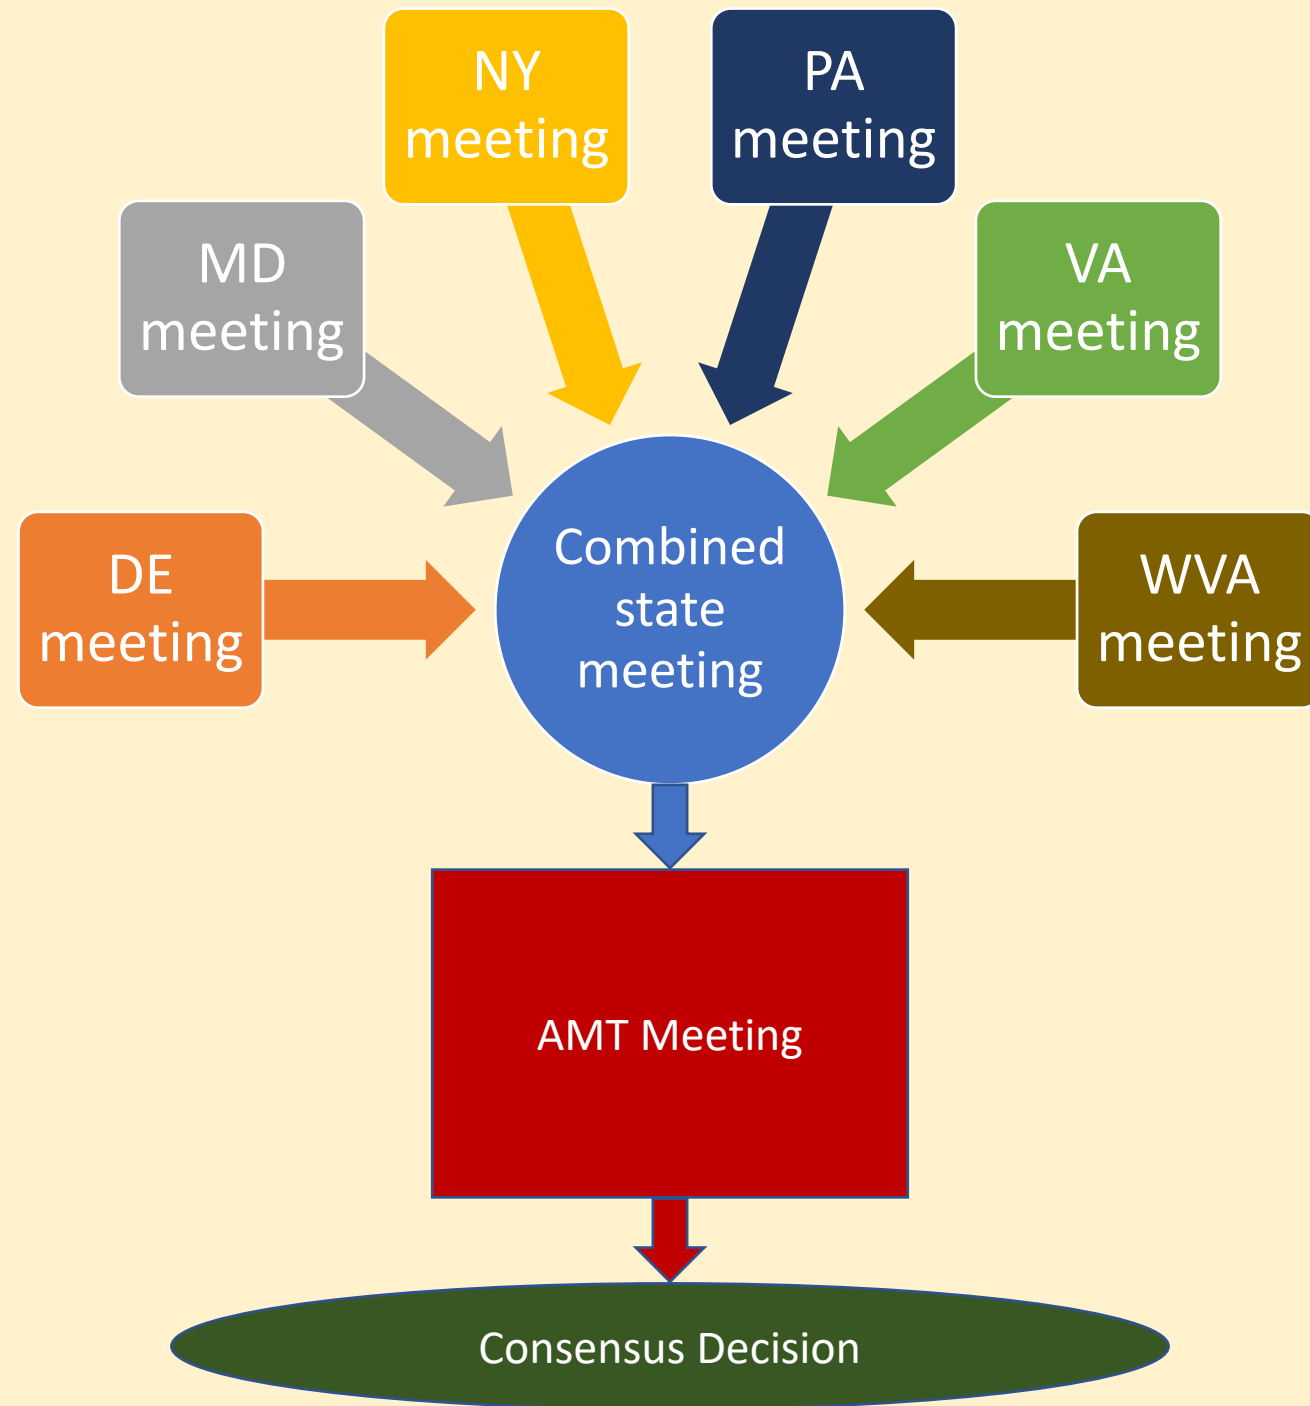 NY
meeting
PA
meeting
MD
meeting
VA
meeting
DE
meeting
Combined
state
meeting
WVA
meeting
AMT Meeting
Consensus Decision